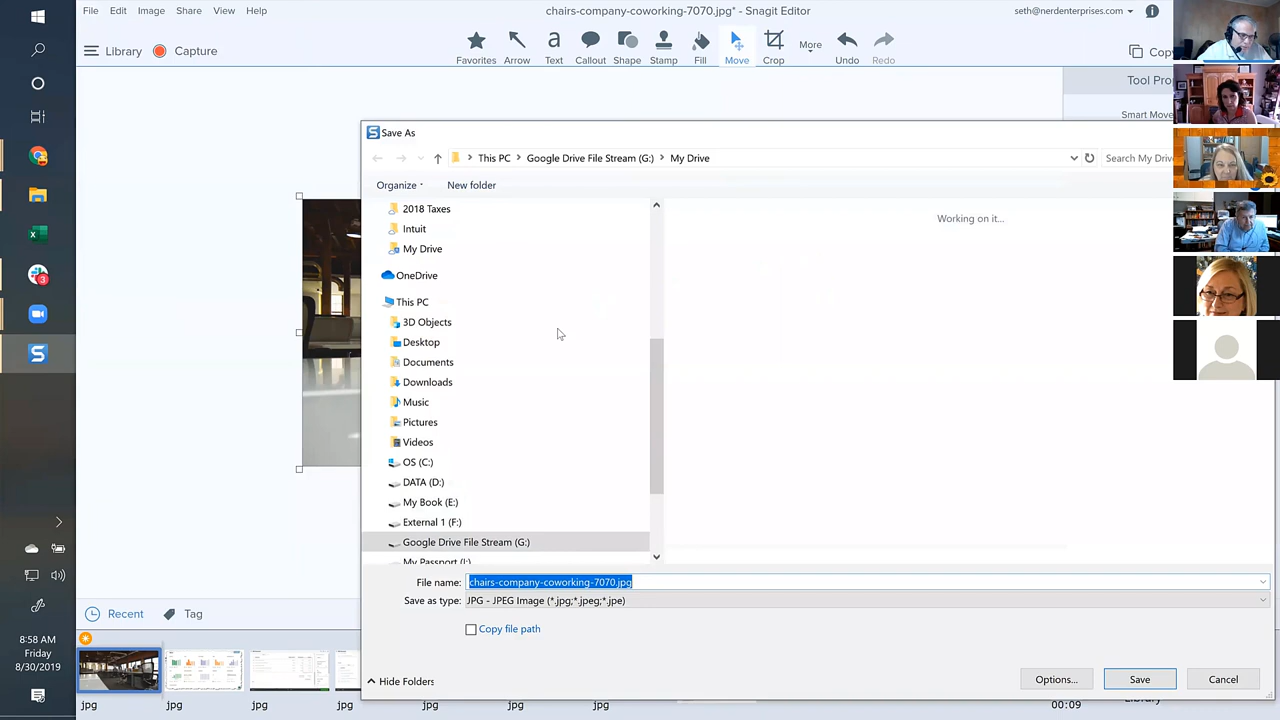 File Edit Image Share View Help
chairs-company-coworking-7070.jpg* - Snagit Editor
seth@nerdenterprises.com
Library Capture
Favorites Arrow Text Callout Shape Stamp Fill Move Crop More Undo Redo
Tool
Smart Move
Save As
This PC > Google Drive File Stream (G:) > My Drive
Search My
Organize New folder
2018 Taxes
Intuit
My Drive
OneDrive
This PC
3D Objects
Desktop
Documents
Downloads
Music
Pictures
Videos
OS (C:)
DATA (D:)
My Book (E:)
External 1 (F:)
Google Drive File Stream (G:)
My Passport (I:)
Working on it...
File name: chairs-company-coworking-7070.jpg
Save as type: JPG - JPEG Image (*.jpg;*.jpeg;*.jpe)
Copy file path
Hide Folders
Options... Save Cancel
Recent Tag
8:58 AM
Friday
8/30/2019
3
jpg jpg jpg jpg jpg jpg jpg
00:09
Library